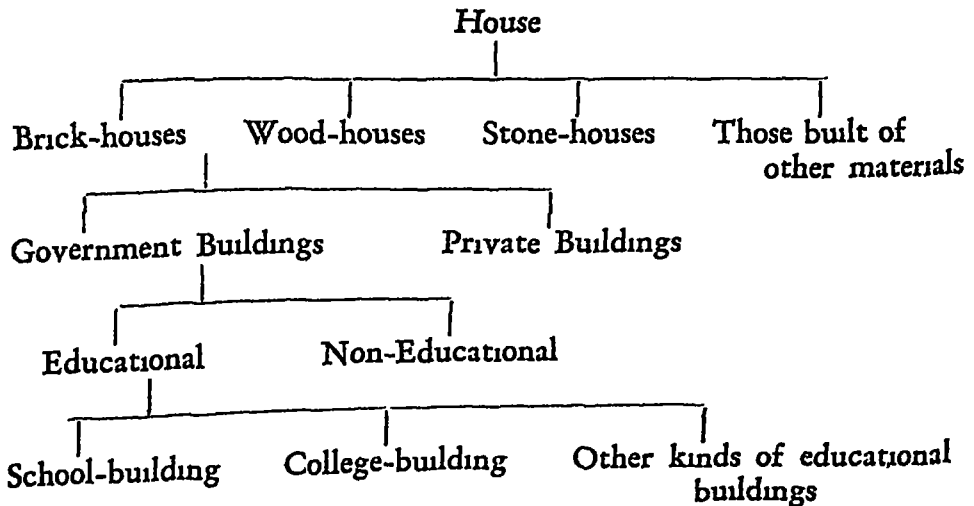 House
Brick-houses Wood-houses Stone-houses Those built of
other materials
Government Buildings Private Buildings
Educational Non-Educational
School-building College-building Other kinds of educational
buildings